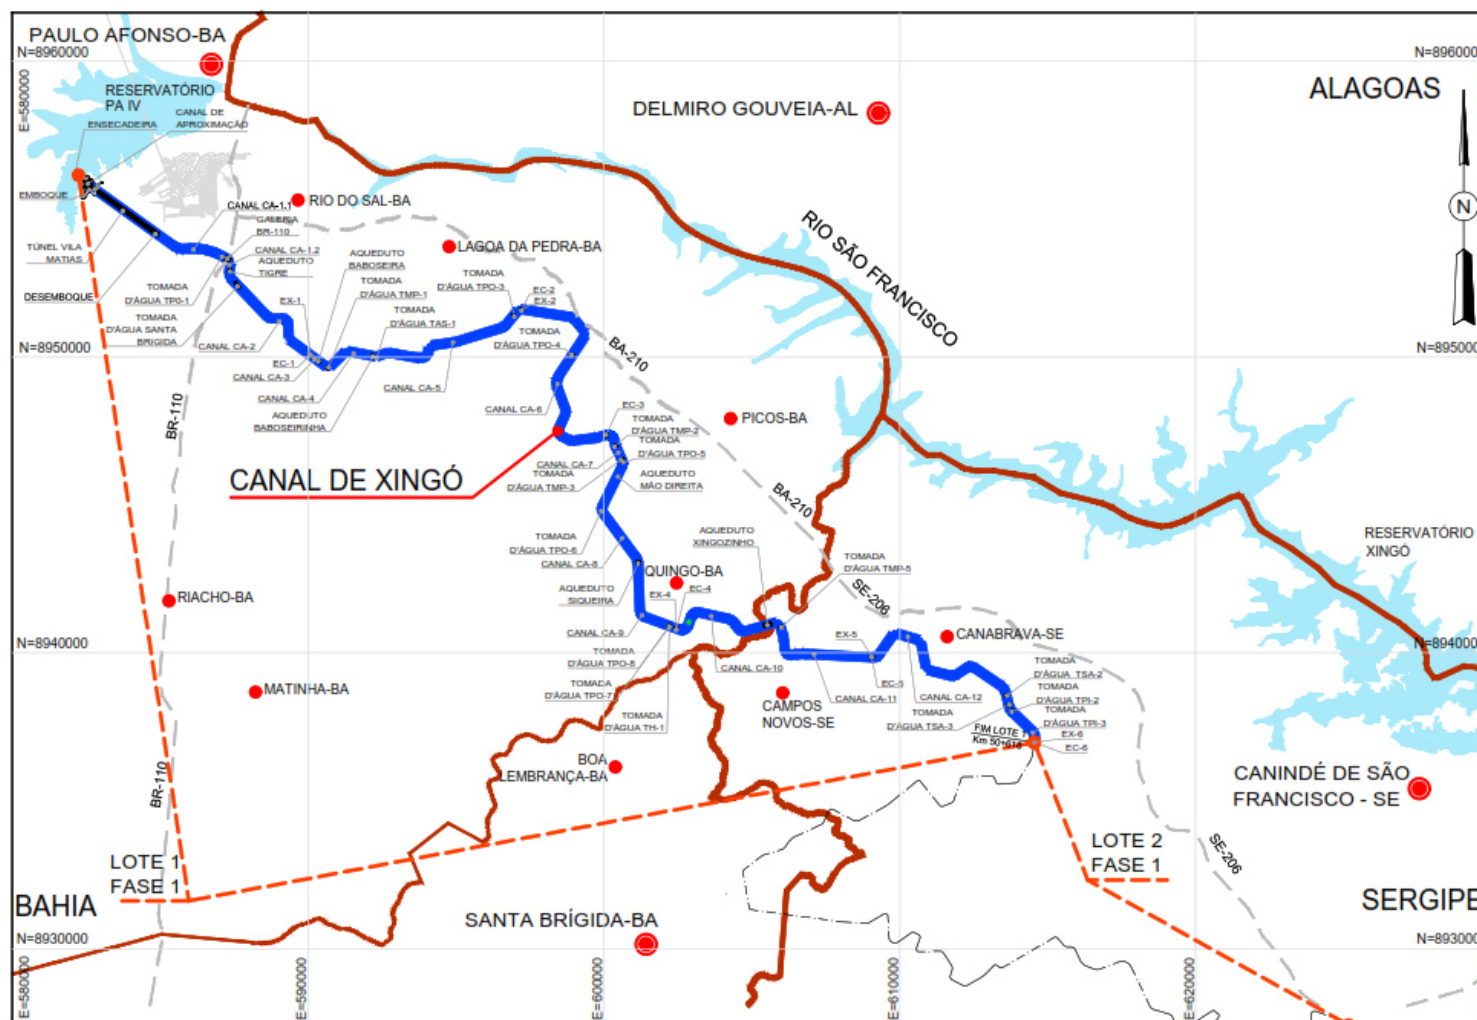 PAULO AFONSO-BA
N=8960000
N=8960000
E=580000
RESERVATÓRIO
PA IV
ENSECADEIRA
CANAL DE
APROXIMAÇÃO
DELMIRO GOUVEIA-AL
ALAGOAS
N
EMBOQUE
RIO DO SAL-BA
CANAL CA-1.1
GALERIA
BR-110
CANAL CA-1.2
AQUEDUTO
TIGRE
TÚNEL VILA
MATIAS
DESEMBOQUE
LAGOA DA PEDRA-BA
RIO SÃO FRANCISCO
AQUEDUTO
BABOSEIRA
TOMADA
D'ÁGUA TMP-1
TOMADA
D'ÁGUA TAS-1
TOMADA
D'ÁGUA TPO-3
EC-2
EX-2
TOMADA
D'ÁGUA TP0-1
TOMADA
D'ÁGUA SANTA
BRIGIDA
EX-1
CANAL CA-2
EC-1
CANAL CA-3
CANAL CA-4
AQUEDUTO
BABOSEIRINHA
CANAL CA-5
TOMADA
D'ÁGUA TPO-4
BA-210
N=8950000
N=8950000
CANAL CA-6
BR-110
EC-3
TOMADA
D'ÁGUA TMP-2
TOMADA
D'ÁGUA TPO-5
AQUEDUTO
MÃO DIREITA
PICOS-BA
CANAL CA-7
TOMADA
D'ÁGUA TMP-3
CANAL DE XINGÓ
BA-210
AQUEDUTO
XINGOZINHO
TOMADA
D'ÁGUA TPO-6
CANAL CA-8
TOMADA
D'ÁGUA TMP-5
RESERVATÓRIO
XINGÓ
QUINGO-BA
AQUEDUTO
SIQUEIRA
EC-4
EX-4
SE-206
RIACHO-BA
CANAL CA-9
EX-5
CANABRAVA-SE
N=8940000
N=8940000
TOMADA
D'ÁGUA TPO-8
TOMADA
D'ÁGUA TPO-7
TOMADA
D'ÁGUA TH-1
CANAL CA-10
EC-5
CANAL CA-11
CANAL CA-12
TOMADA
D'ÁGUA TSA-2
TOMADA
D'ÁGUA TPI-2
TOMADA
D'ÁGUA TPI-3
TOMADA
D'ÁGUA TSA-3
MATINHA-BA
CAMPOS
NOVOS-SE
FIM LOTE 1
Km 50+618
EX-6
EC-6
BOA
LEMBRANÇA-BA
BR-110
CANINDÉ DE SÃO
FRANCISCO - SE
LOTE 1
FASE 1
LOTE 2
FASE 1
SE-206
BAHIA
SERGIPE
SANTA BRÍGIDA-BA
N=8930000
N=8930000
E=580000
E=590000
E=600000
E=610000
E=620000